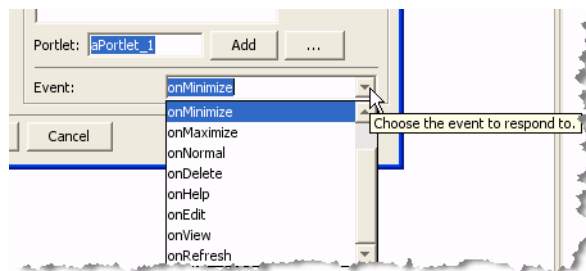 Portlet: aPortlet_1 Add ...
Event: onMinimize
onMinimize
Choose the event to respond to.
onMaximize
Cancel
onNormal
onDelete
onHelp
onEdit
onView
onRefresh